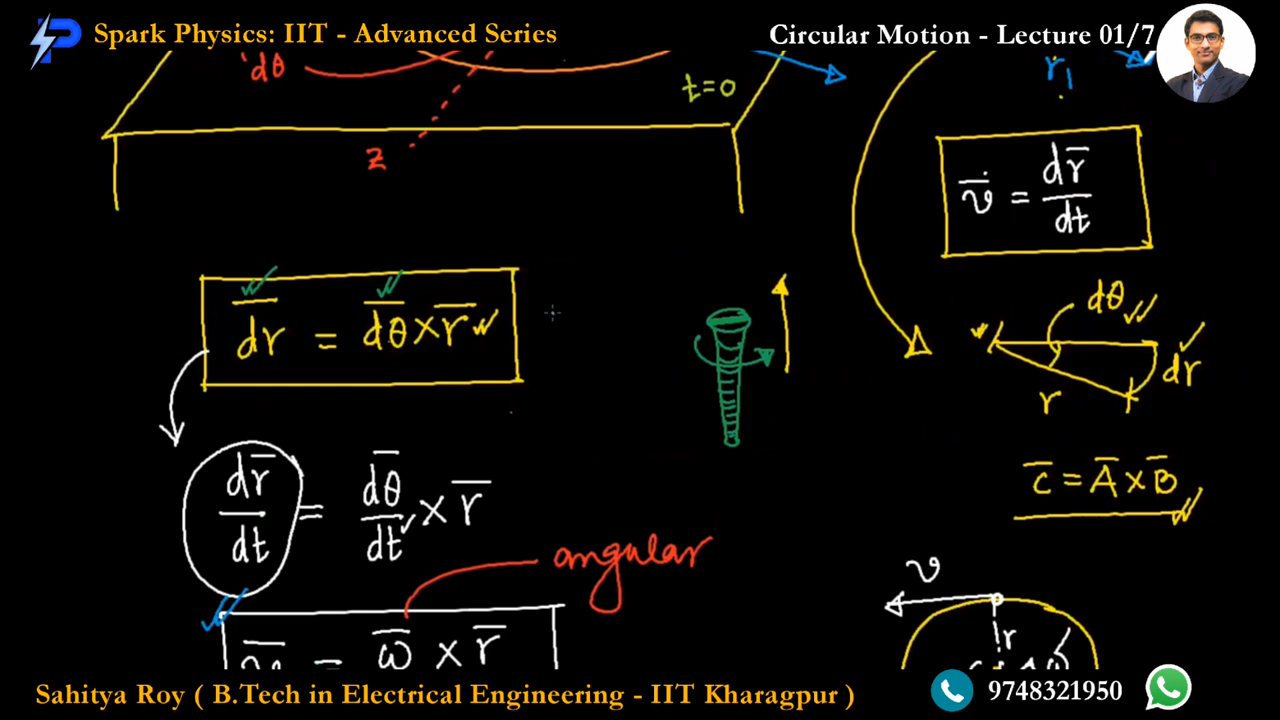 Spark Physics: IIT - Advanced Series
Circular Motion - Lecture 01/7
dθ
t=0
r₁
z
v̅ = dr̅/dt
dθ
dr̅ = dθ̅ × r̅
dr
r
c̅ = A̅ × B̅
dr̅/dt = dθ̅/dt × r̅
angular
v
r
v̅ = ω̅ × r̅
Sahitya Roy ( B.Tech in Electrical Engineering - IIT Kharagpur )
9748321950